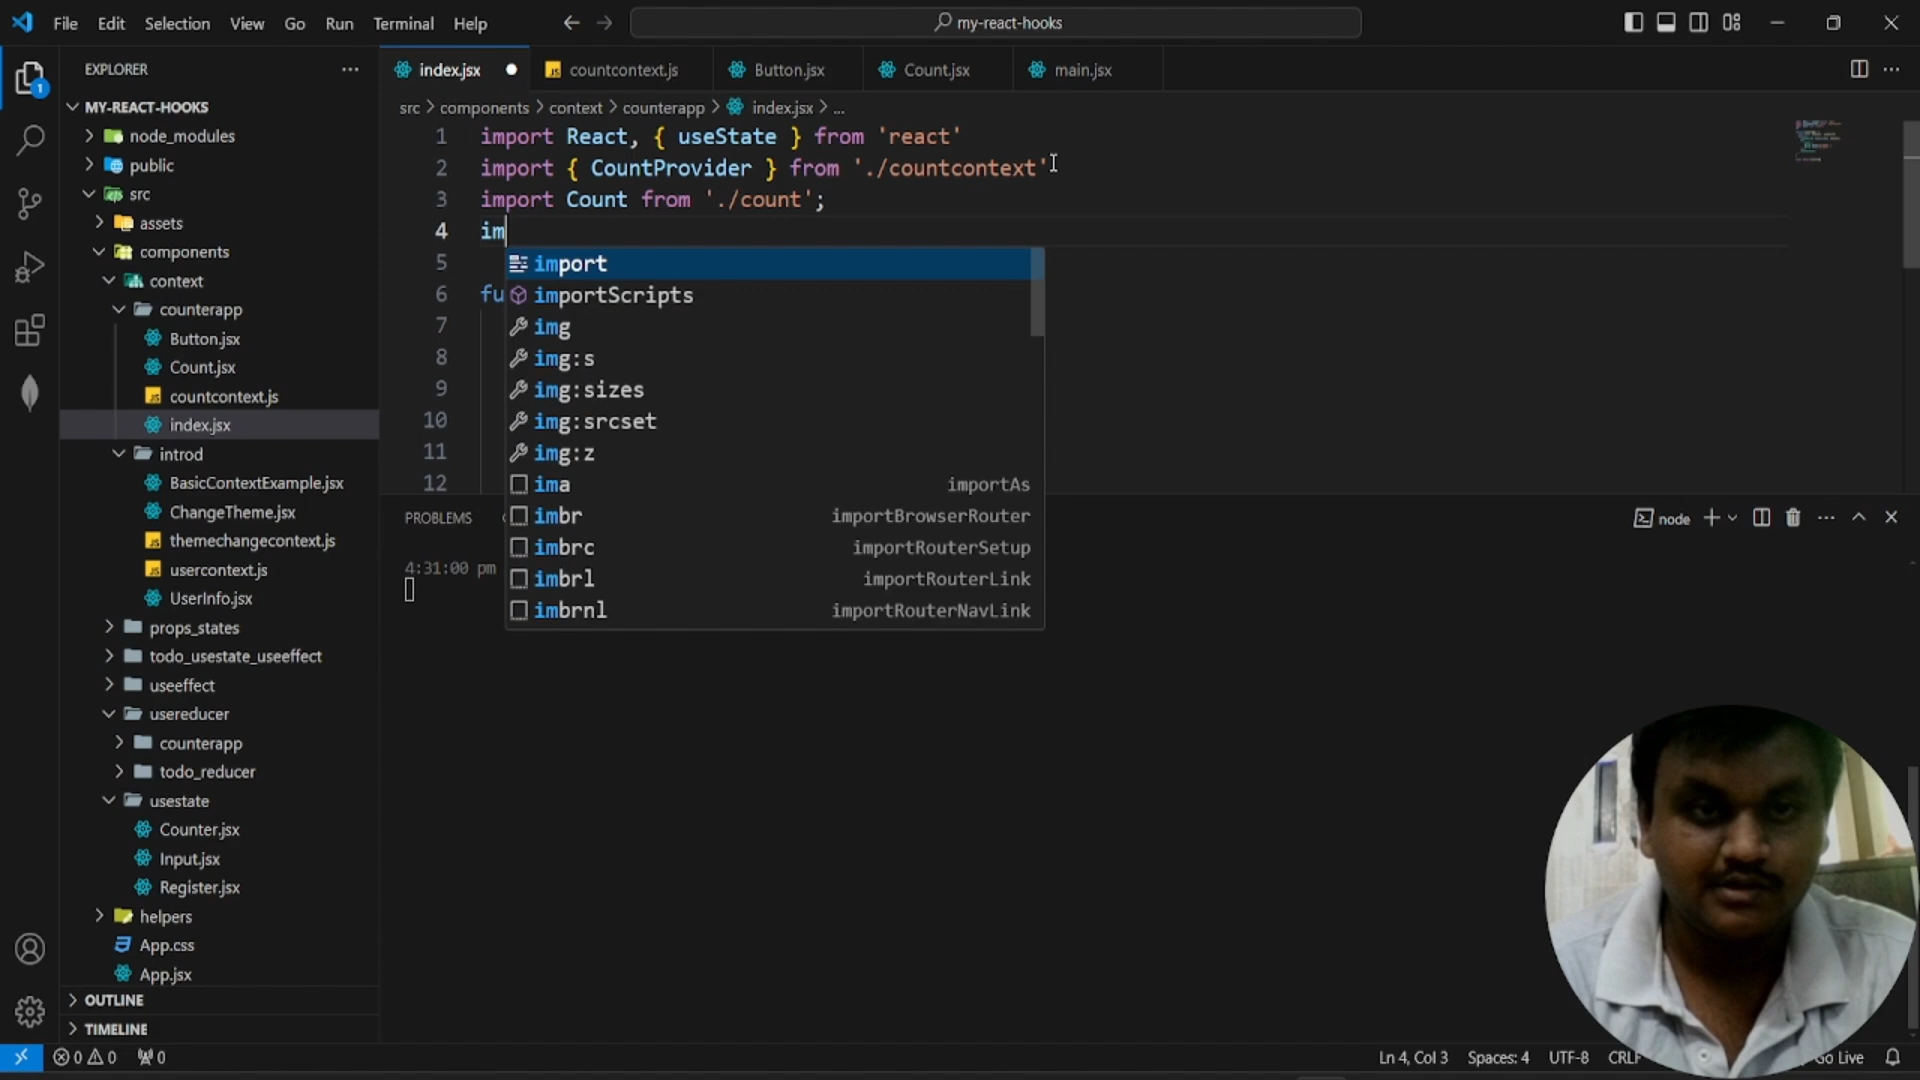 File Edit Selection View Go Run Terminal Help
my-react-hooks
EXPLORER
index.jsx
countcontext.js
Button.jsx
Count.jsx
main.jsx
src > components > context > counterapp > index.jsx > ...
MY-REACT-HOOKS
node_modules
public
src
assets
components
context
counterapp
Button.jsx
Count.jsx
countcontext.js
index.jsx
introd
BasicContextExample.jsx
ChangeTheme.jsx
themechangecontext.js
usercontext.js
UserInfo.jsx
props_states
todo_usestate_useeffect
useeffect
usereducer
counterapp
todo_reducer
usestate
Counter.jsx
Input.jsx
Register.jsx
helpers
App.css
App.jsx
OUTLINE
TIMELINE
1 import React, { useState } from 'react'
2 import { CountProvider } from './countcontext'
3 import Count from './count';
4 im
5
6 fu
7
8
9
10
11
12
import
importScripts
img
img:s
img:sizes
img:srcset
img:z
ima importAs
imbr importBrowserRouter
imbrc importRouterSetup
imbrl importRouterLink
imbrnl importRouterNavLink
PROBLEMS
node
4:31:00 pm
0 0 0
Ln 4, Col 3 Spaces: 4 UTF-8 CRLF Go Live
1